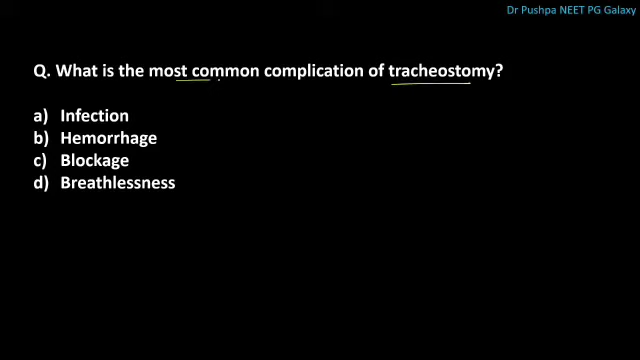 Dr Pushpa NEET PG Galaxy
Q. What is the most common complication of tracheostomy?
a) Infection
b) Hemorrhage
c) Blockage
d) Breathlessness